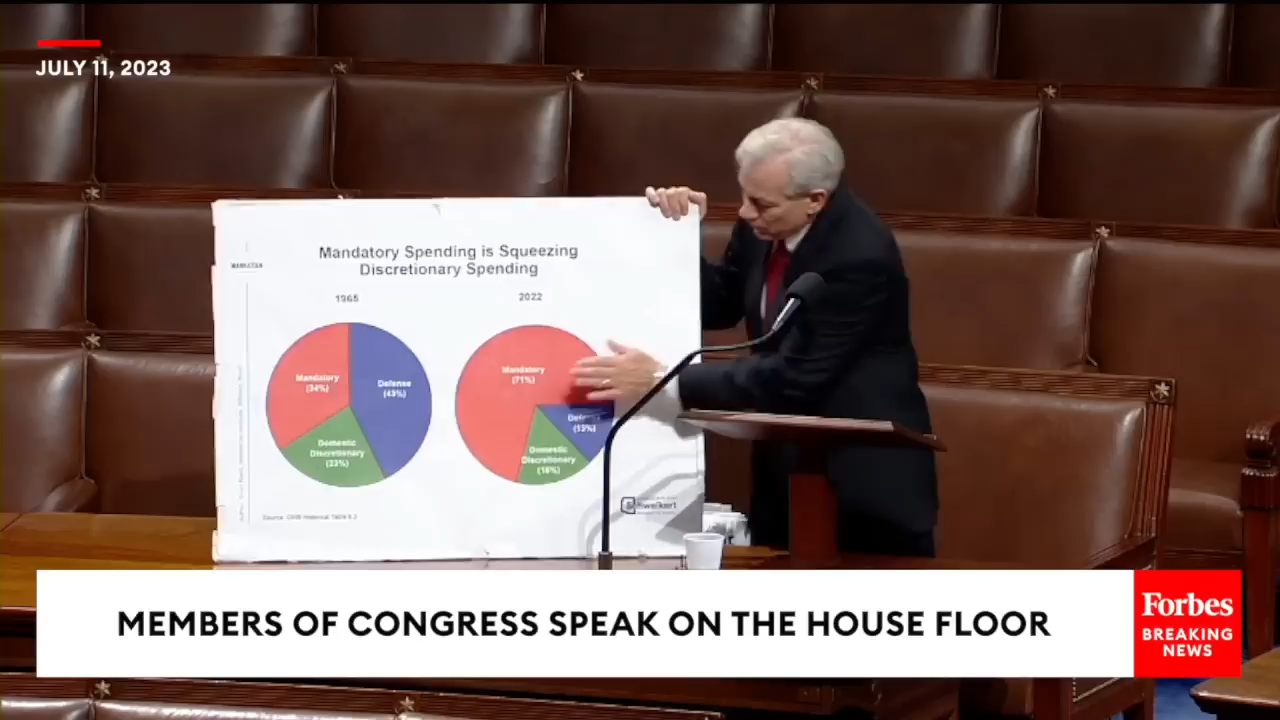 JULY 11, 2023
MANHATTAN
Mandatory Spending is Squeezing
Discretionary Spending
1965
2022
Mandatory
(34%)
Defense
(43%)
Domestic
Discretionary
(23%)
Mandatory
(71%)
Defense
(13%)
Domestic
Discretionary
(16%)
MEMBERS OF CONGRESS SPEAK ON THE HOUSE FLOOR
Forbes
BREAKING
NEWS